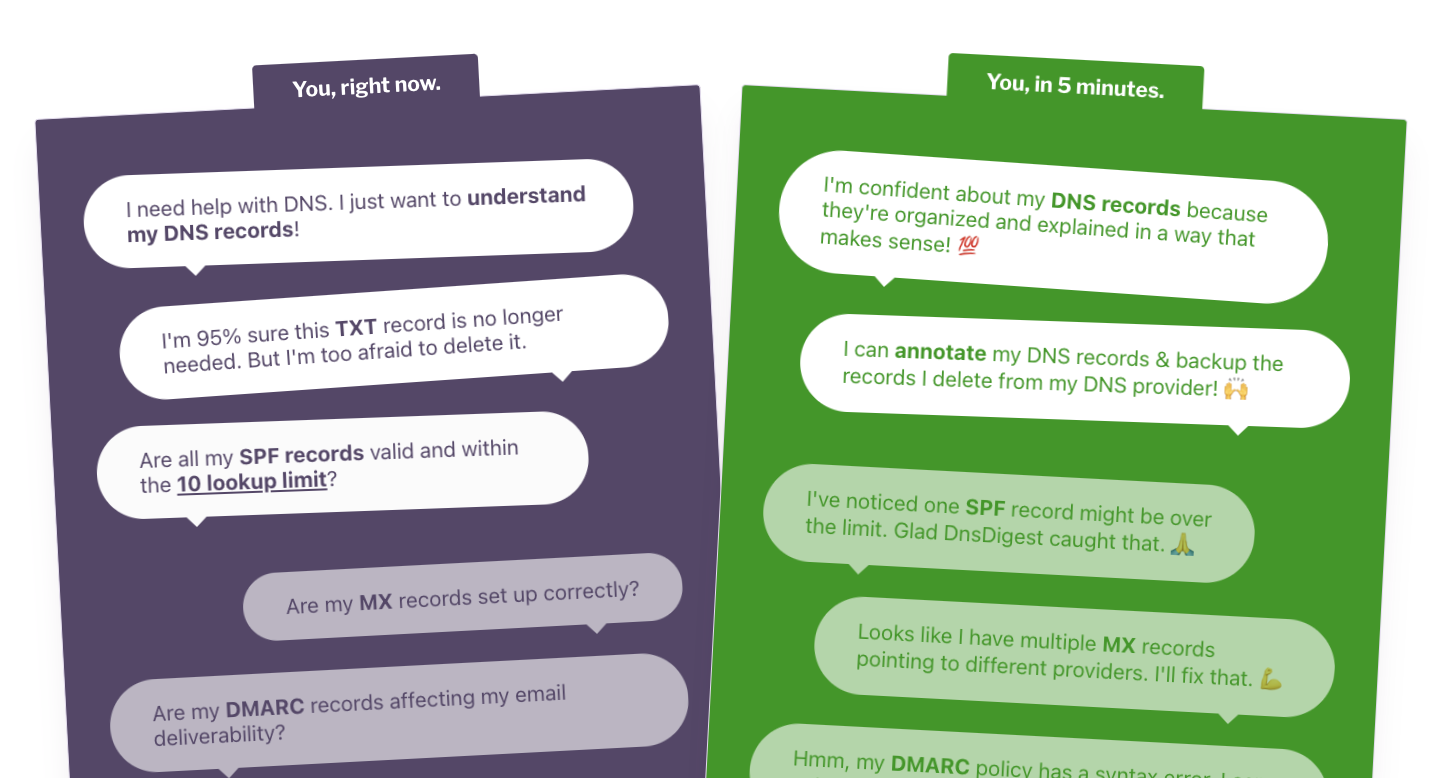 You, right now.
I need help with DNS. I just want to understand
my DNS records!
I'm 95% sure this TXT record is no longer
needed. But I'm too afraid to delete it.
Are all my SPF records valid and within
the 10 lookup limit?
Are my MX records set up correctly?
Are my DMARC records affecting my email
deliverability?
You, in 5 minutes.
I'm confident about my DNS records because
they're organized and explained in a way that
makes sense! 💯
I can annotate my DNS records & backup the
records I delete from my DNS provider! 🙌
I've noticed one SPF record might be over
the limit. Glad DnsDigest caught that. 🙏
Looks like I have multiple MX records
pointing to different providers. I'll fix that. 💪
Hmm, my DMARC policy has a syntax error. I